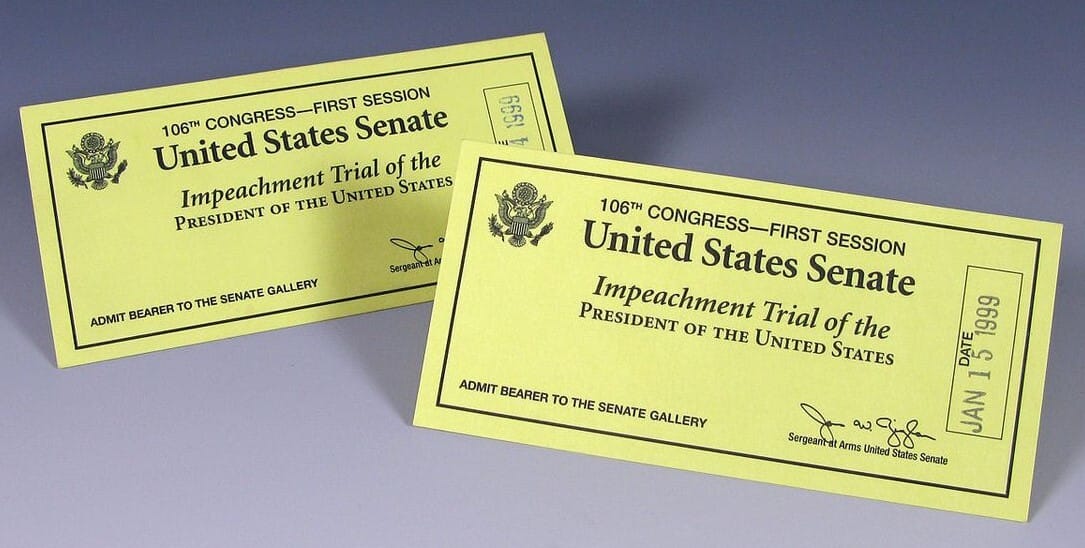 106TH CONGRESS—FIRST SESSION
United States Senate
Impeachment Trial of the
PRESIDENT OF THE UNITED STATES
Sergeant at Arms
ADMIT BEARER TO THE SENATE GALLERY
4 1999
106TH CONGRESS—FIRST SESSION
United States Senate
Impeachment Trial of the
PRESIDENT OF THE UNITED STATES
ADMIT BEARER TO THE SENATE GALLERY
Sergeant at Arms United States Senate
DATE
JAN 15 1999